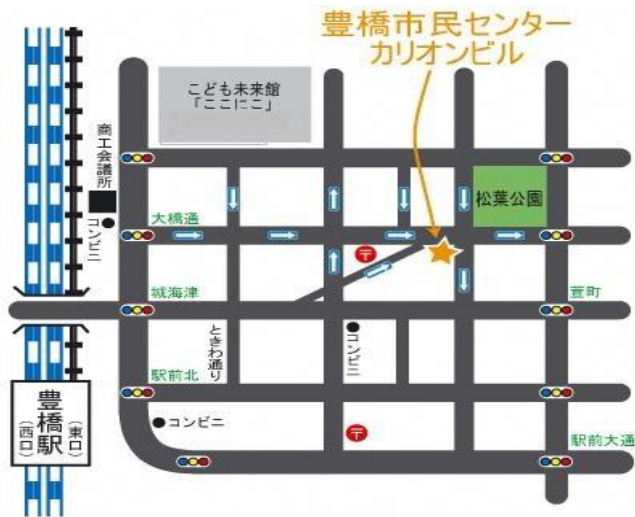 豊橋市民センター
カリオンビル
こども未来館
「ここにこ」
商工会議所
コンビニ
大橋通
松葉公園
〒
城海津
萱町
ときわ通り
コンビニ
駅前北
豊橋駅
(東口)
(西口)
コンビニ
〒
駅前大通